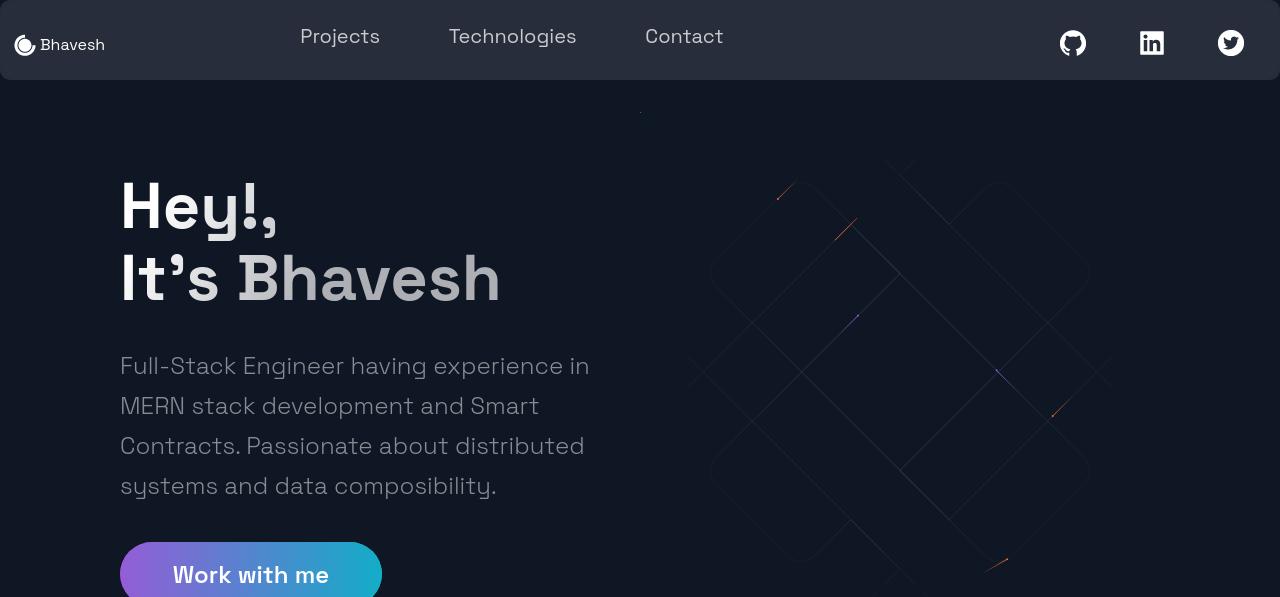 Bhavesh
Projects
Technologies
Contact
Hey!,
It's Bhavesh
Full-Stack Engineer having experience in
MERN stack development and Smart
Contracts. Passionate about distributed
systems and data composibility.
Work with me